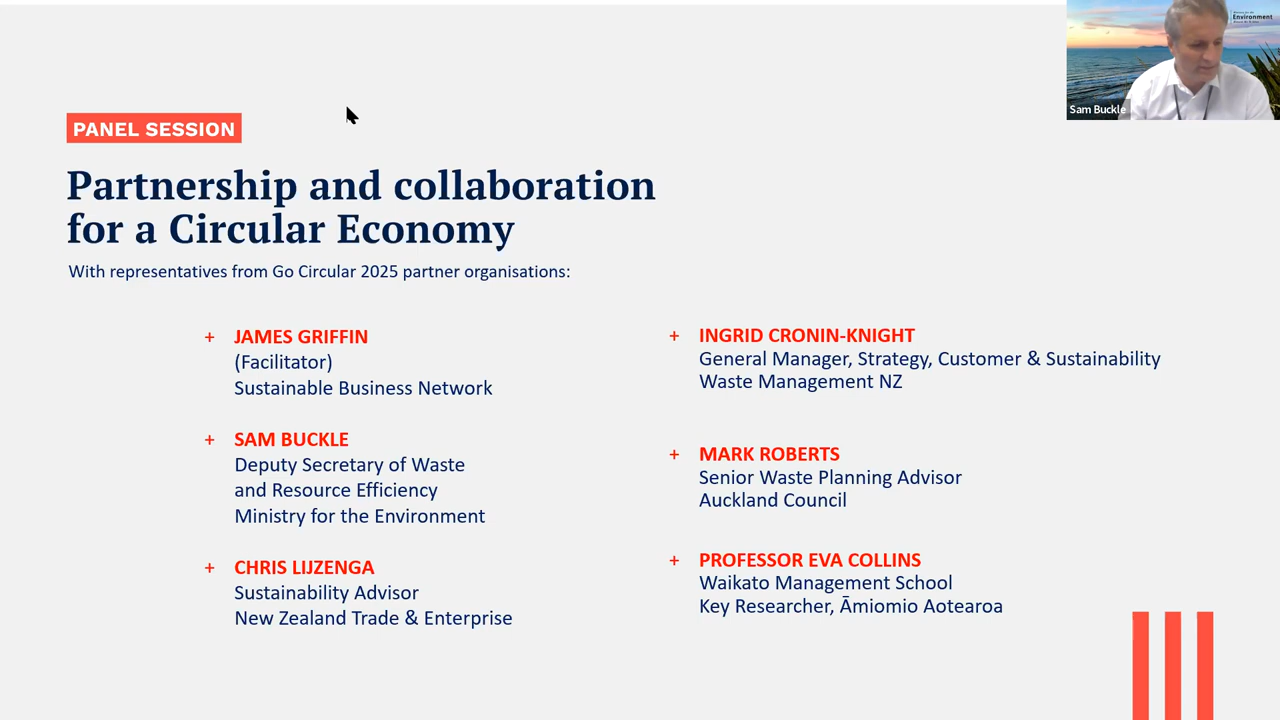 Environment
Sam Buckle
PANEL SESSION
Partnership and collaboration
for a Circular Economy
With representatives from Go Circular 2025 partner organisations:
+ JAMES GRIFFIN
(Facilitator)
Sustainable Business Network
+ SAM BUCKLE
Deputy Secretary of Waste
and Resource Efficiency
Ministry for the Environment
+ CHRIS LIJZENGA
Sustainability Advisor
New Zealand Trade & Enterprise
+ INGRID CRONIN-KNIGHT
General Manager, Strategy, Customer & Sustainability
Waste Management NZ
+ MARK ROBERTS
Senior Waste Planning Advisor
Auckland Council
+ PROFESSOR EVA COLLINS
Waikato Management School
Key Researcher, Āmiomio Aotearoa